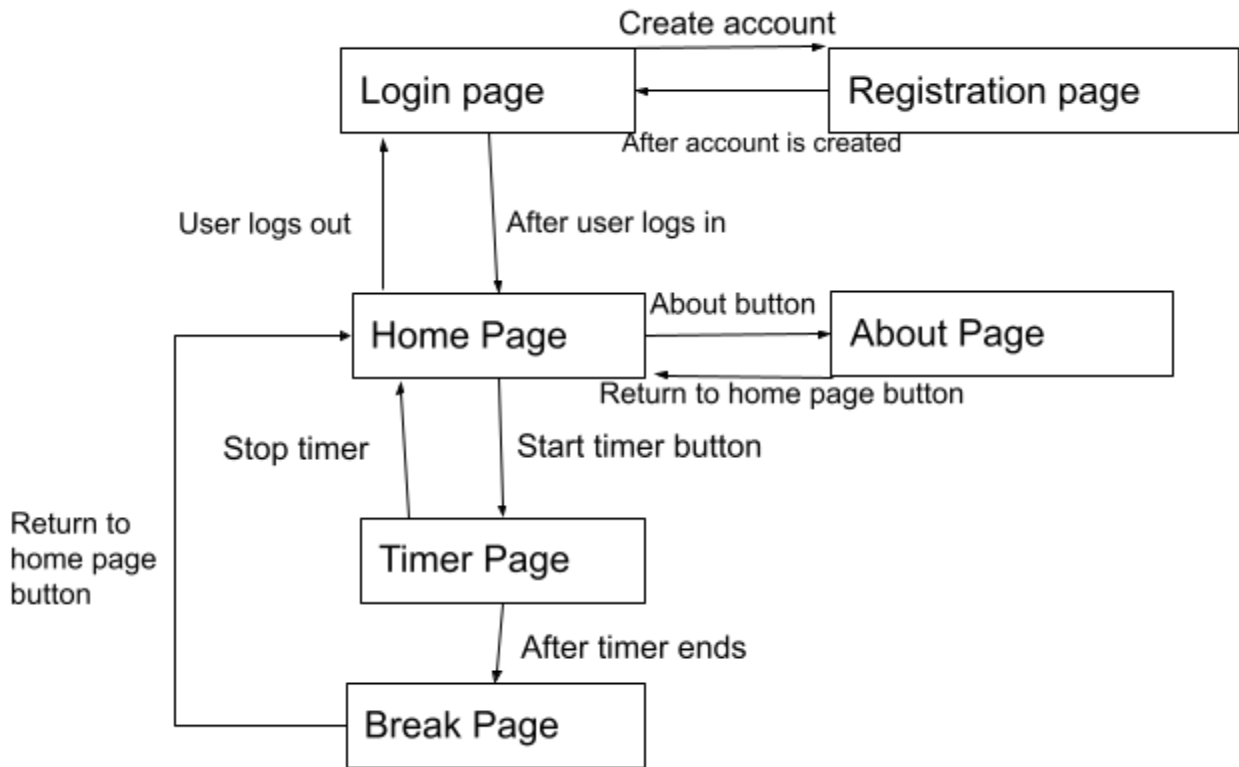 Create account
Login page
Registration page
After account is created
User logs out
After user logs in
About button
Home Page
About Page
Return to home page button
Stop timer
Start timer button
Return to
home page
button
Timer Page
After timer ends
Break Page